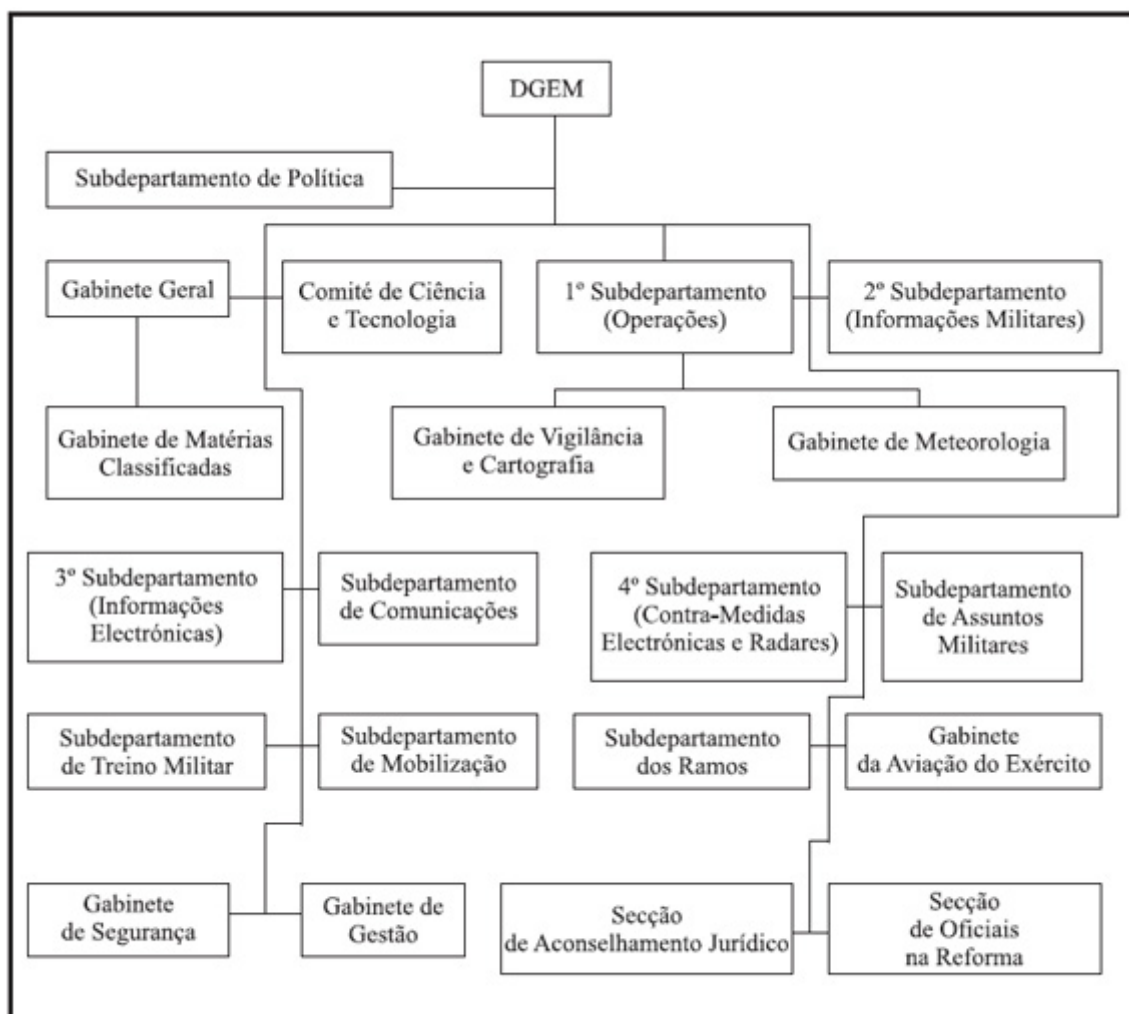 DGEM
Subdepartamento de Política
Gabinete Geral
Comité de Ciência
e Tecnologia
1º Subdepartamento
(Operações)
2º Subdepartamento
(Informações Militares)
Gabinete de Matérias
Classificadas
Gabinete de Vigilância
e Cartografia
Gabinete de Meteorologia
3º Subdepartamento
(Informações
Electrónicas)
Subdepartamento
de Comunicações
4º Subdepartamento
(Contra-Medidas
Electrónicas e Radares)
Subdepartamento
de Assuntos
Militares
Subdepartamento
de Treino Militar
Subdepartamento
de Mobilização
Subdepartamento
dos Ramos
Gabinete
da Aviação do Exército
Gabinete
de Segurança
Gabinete de
Gestão
Secção
de Aconselhamento Jurídico
Secção
de Oficiais
na Reforma